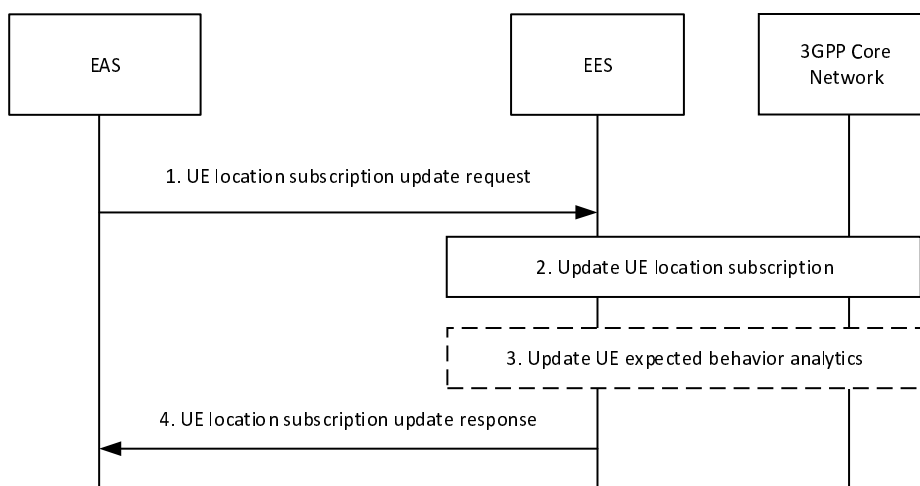 EAS
EES
3GPP Core
Network
1. UE location subscription update request
2. Update UE location subscription
3. Update UE expected behavior analytics
4. UE location subscription update response